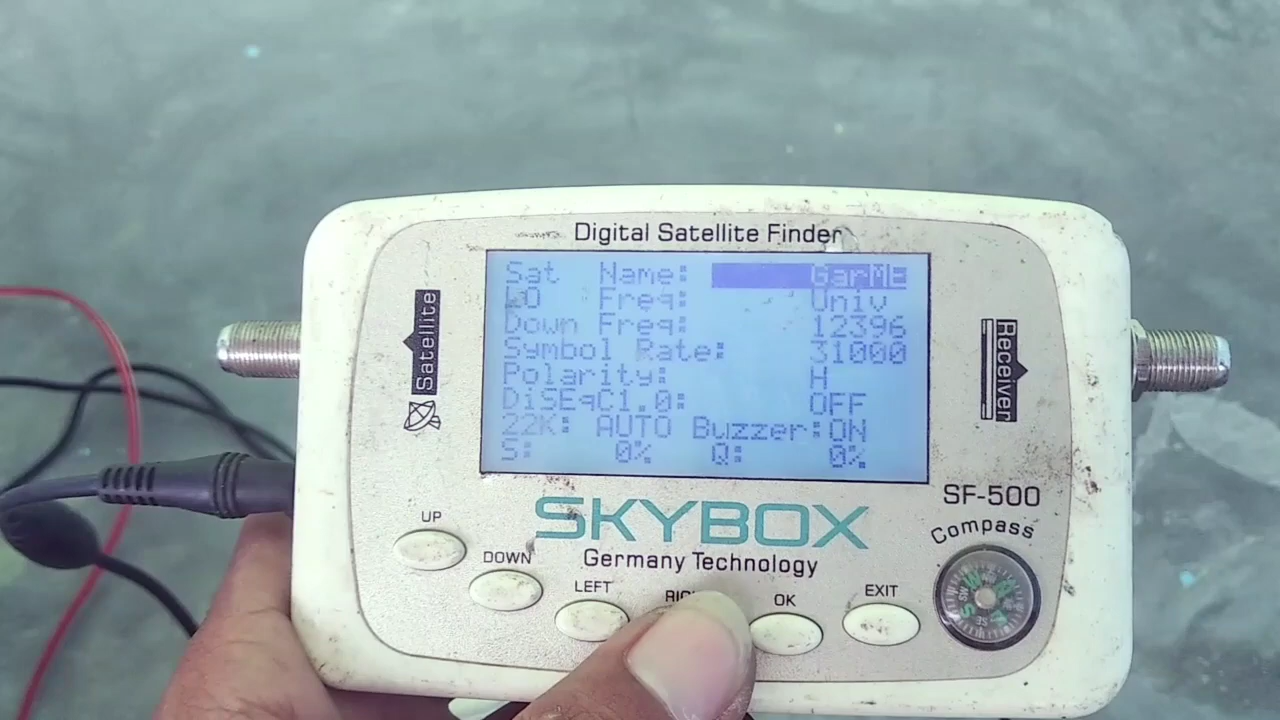 Digital Satellite Finder
Sat Name: GarME
LO Freq: Univ
Down Freq: 12396
Symbol Rate: 31000
Polarity: H
DiSEqC1.0: OFF
22K: AUTO Buzzer:ON
S: 0% Q: 0%
Satellite
Receiver
SKYBOX
Germany Technology
SF-500
Compass
UP
DOWN
LEFT
OK
EXIT